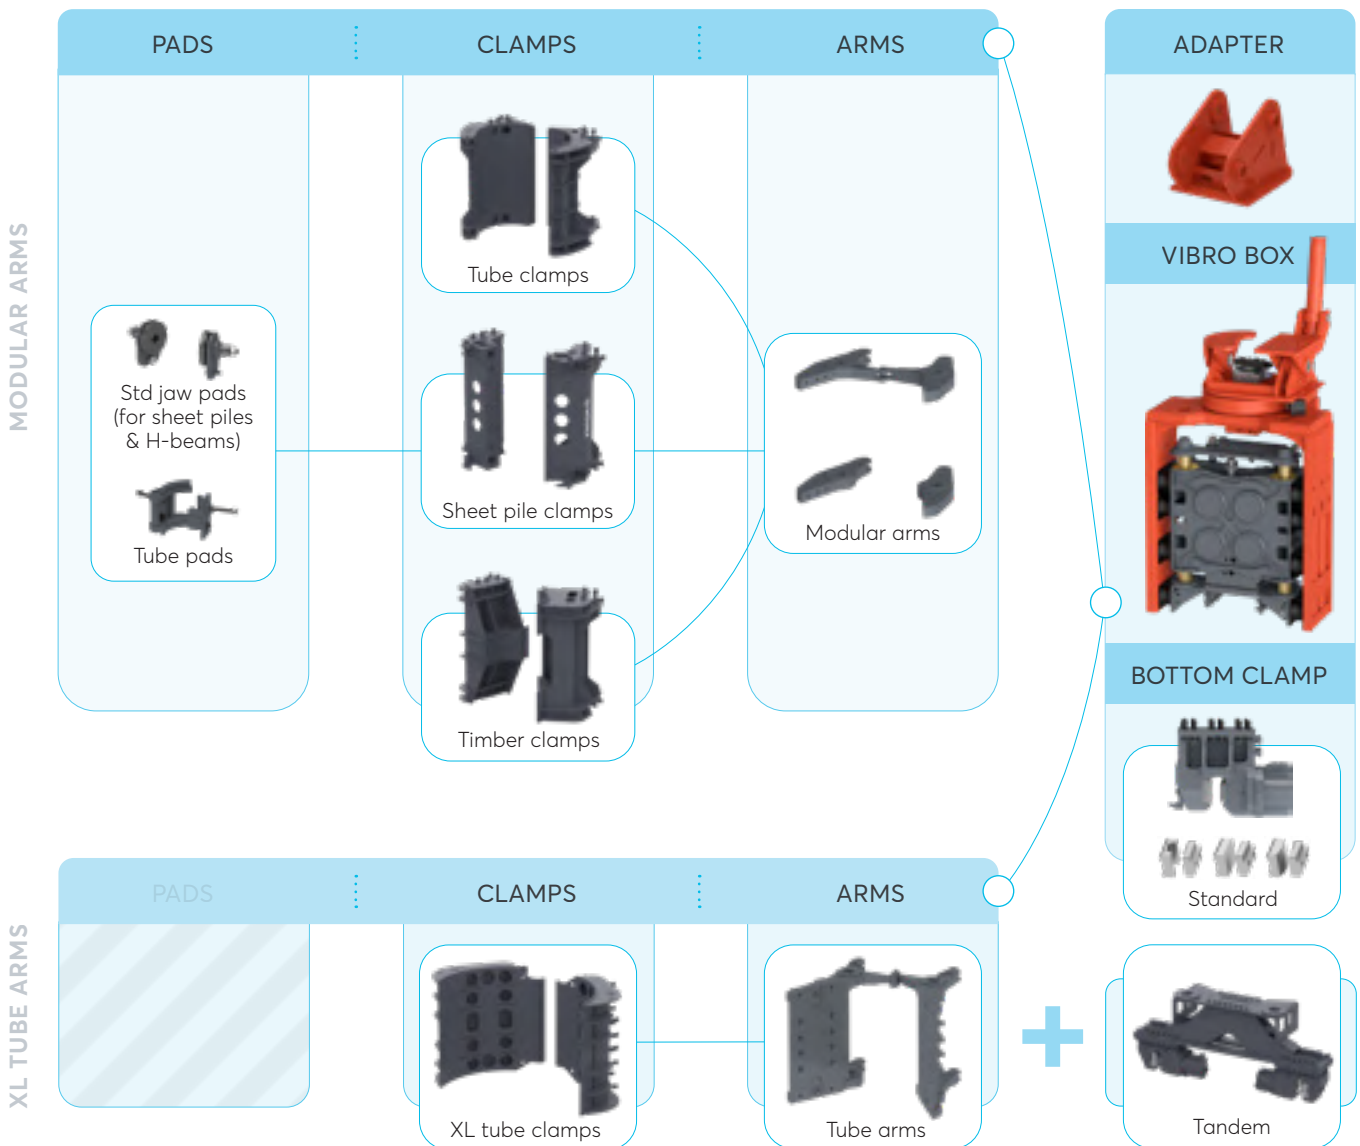 PADS
CLAMPS
ARMS
ADAPTER
MODULAR ARMS
Tube clamps
VIBRO BOX
Std jaw pads
(for sheet piles
& H-beams)
Tube pads
Sheet pile clamps
Modular arms
Timber clamps
BOTTOM CLAMP
Standard
XL TUBE ARMS
PADS
CLAMPS
ARMS
XL tube clamps
Tube arms
Tandem